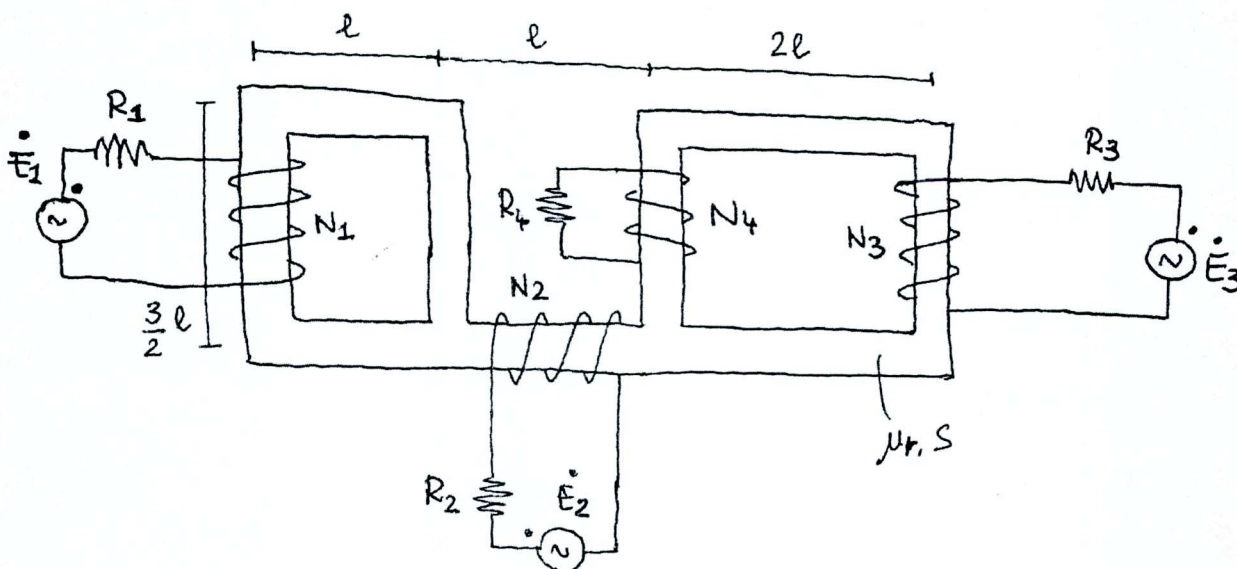 ℓ
ℓ
2ℓ
R1
Ė1
~
N1
3/2 ℓ
R4
N4
N2
N3
R3
~
Ė3
μr, S
R2
Ė2
~